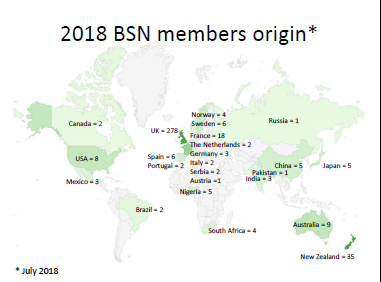 2018 BSN members origin*
Canada = 2
Norway = 4
Sweden = 6
Russia = 1
UK = 278
France = 18
The Netherlands = 2
USA = 8
Spain = 6
Germany = 3
Portugal = 2
Italy = 2
China = 5
Japan = 5
Serbia = 2
Pakistan = 1
Mexico = 3
Austria =1
India = 3
Nigeria = 5
Brazil = 2
South Africa = 4
Australia = 9
New Zealand = 35
* July 2018